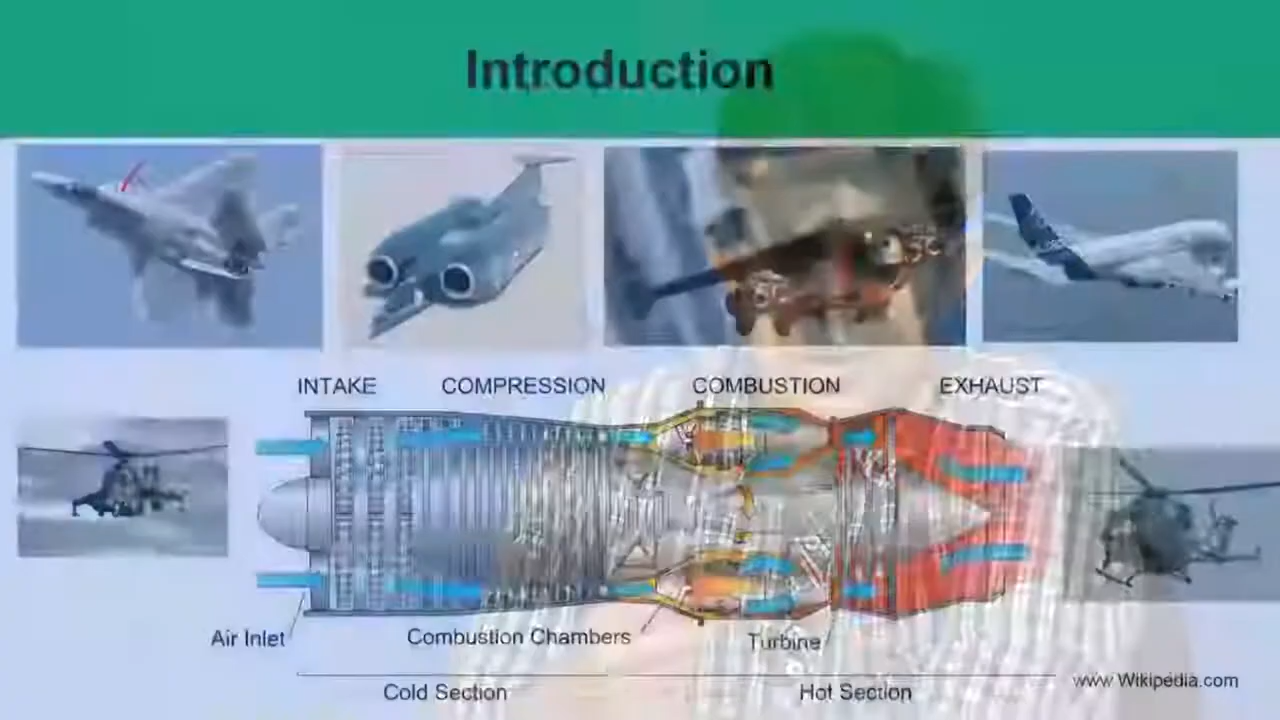 Introduction
INTAKE COMPRESSION COMBUSTION EXHAUST
Air Inlet
Combustion Chambers
Turbine
Cold Section
Hot Section
www.Wikipedia.com